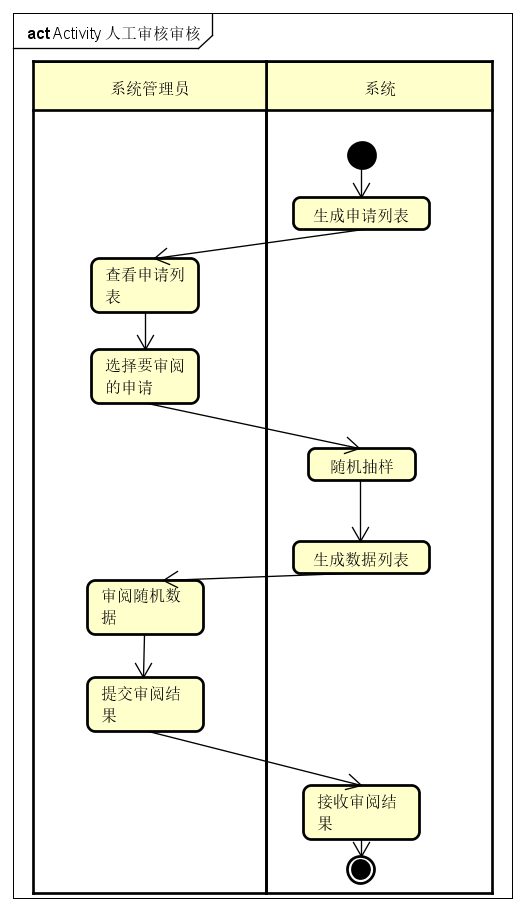 act Activity 人工审核审核
系统管理员
系统
生成申请列表
查看申请列
表
选择要审阅
的申请
随机抽样
生成数据列表
审阅随机数
据
提交审阅结
果
接收审阅结
果